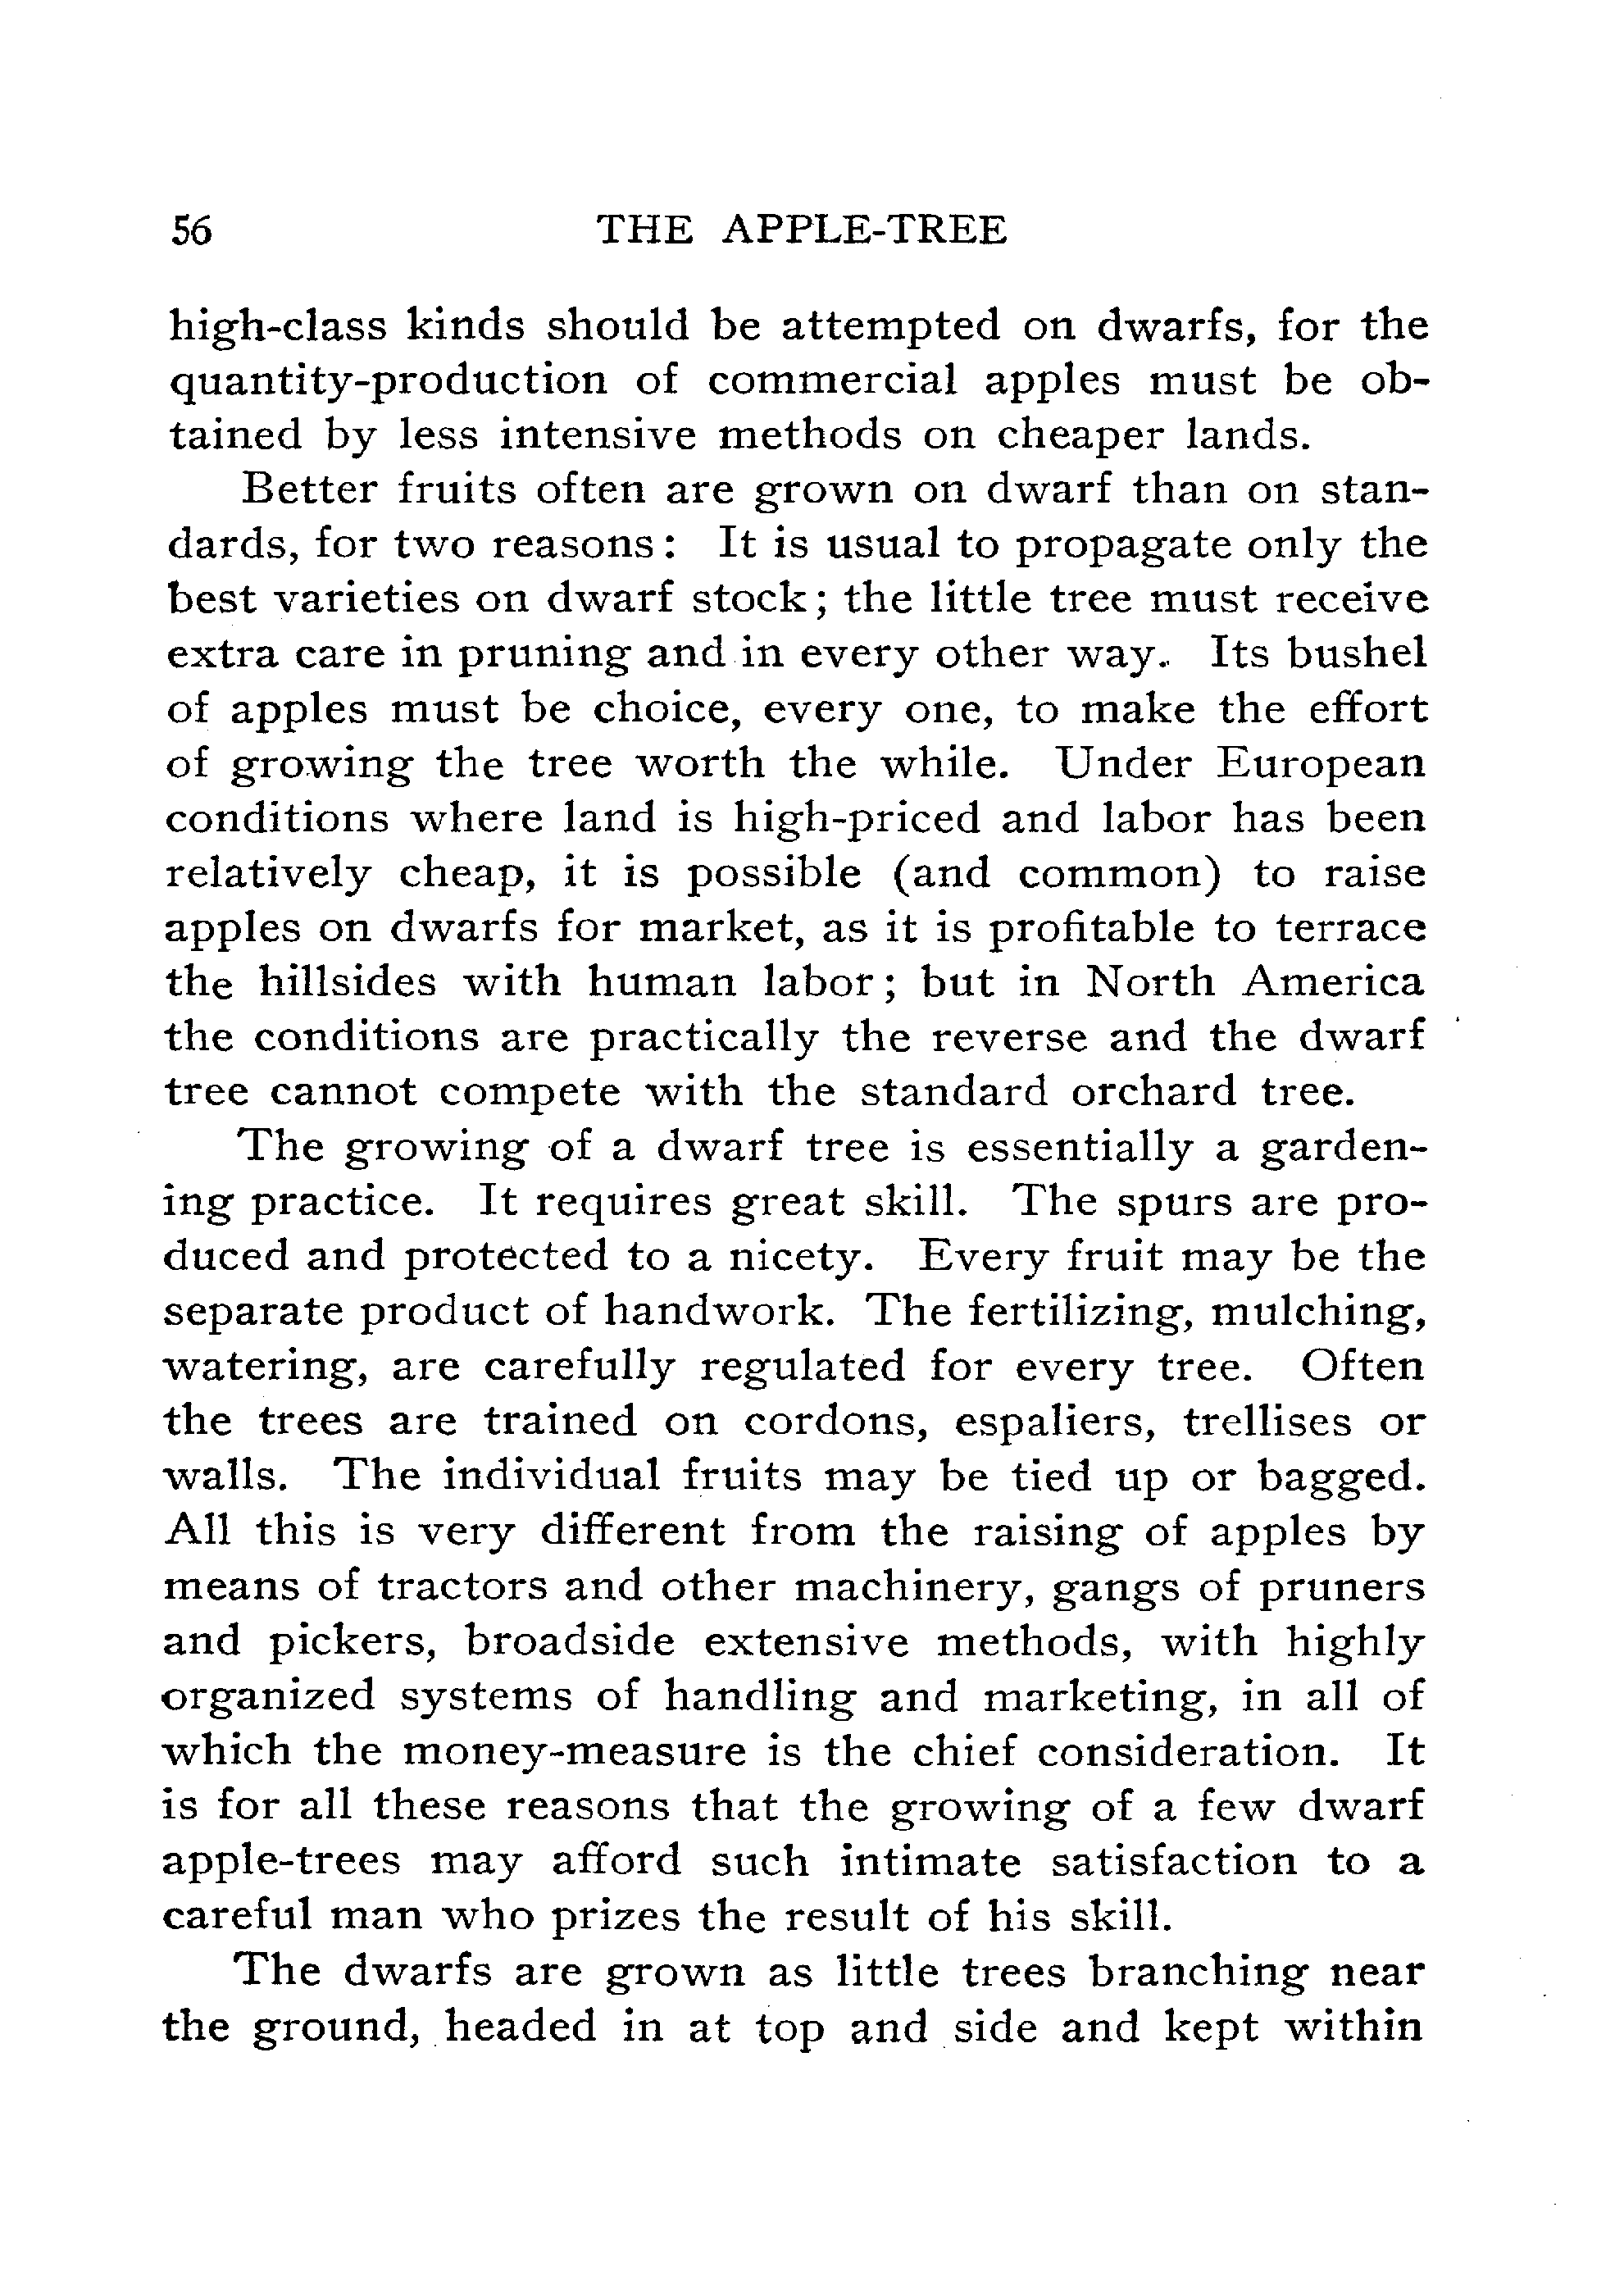 56 THE APPLE-TREE
high-class kinds should be attempted on dwarfs, for the
quantity-production of commercial apples must be ob-
tained by less intensive methods on cheaper lands.
Better fruits often are grown on dwarf than on stan-
dards, for two reasons: It is usual to propagate only the
best varieties on dwarf stock; the little tree must receive
extra care in pruning and in every other way. Its bushel
of apples must be choice, every one, to make the effort
of growing the tree worth the while. Under European
conditions where land is high-priced and labor has been
relatively cheap, it is possible (and common) to raise
apples on dwarfs for market, as it is profitable to terrace
the hillsides with human labor; but in North America
the conditions are practically the reverse and the dwarf
tree cannot compete with the standard orchard tree.
The growing of a dwarf tree is essentially a garden-
ing practice. It requires great skill. The spurs are pro-
duced and protected to a nicety. Every fruit may be the
separate product of handwork. The fertilizing, mulching,
watering, are carefully regulated for every tree. Often
the trees are trained on cordons, espaliers, trellises or
walls. The individual fruits may be tied up or bagged.
All this is very different from the raising of apples by
means of tractors and other machinery, gangs of pruners
and pickers, broadside extensive methods, with highly
organized systems of handling and marketing, in all of
which the money-measure is the chief consideration. It
is for all these reasons that the growing of a few dwarf
apple-trees may afford such intimate satisfaction to a
careful man who prizes the result of his skill.
The dwarfs are grown as little trees branching near
the ground, headed in at top and side and kept within